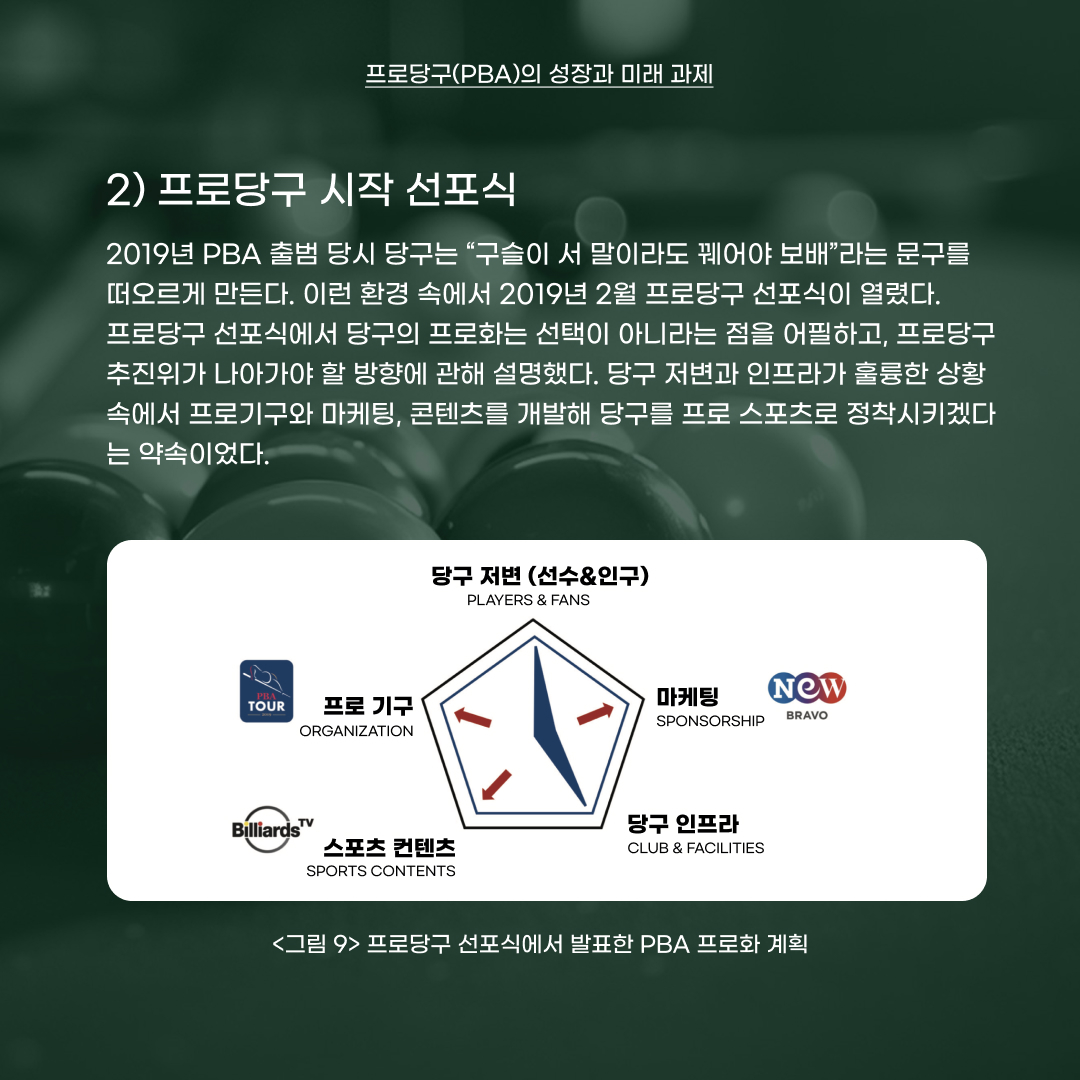 프로당구(PBA)의 성장과 미래 과제
2) 프로당구 시작 선포식
2019년 PBA 출범 당시 당구는 “구슬이 서 말이라도 꿰어야 보배”라는 문구를
떠오르게 만든다. 이런 환경 속에서 2019년 2월 프로당구 선포식이 열렸다.
프로당구 선포식에서 당구의 프로화는 선택이 아니라는 점을 어필하고, 프로당구
추진위가 나아가야 할 방향에 관해 설명했다. 당구 저변과 인프라가 훌륭한 상황
속에서 프로기구와 마케팅, 콘텐츠를 개발해 당구를 프로 스포츠로 정착시키겠다
는 약속이었다.
당구 저변 (선수&인구)
PLAYERS & FANS
PBA
TOUR
프로 기구
ORGANIZATION
마케팅
SPONSORSHIP
NEW
BRAVO
Billiards TV
스포츠 컨텐츠
SPORTS CONTENTS
당구 인프라
CLUB & FACILITIES
<그림 9> 프로당구 선포식에서 발표한 PBA 프로화 계획